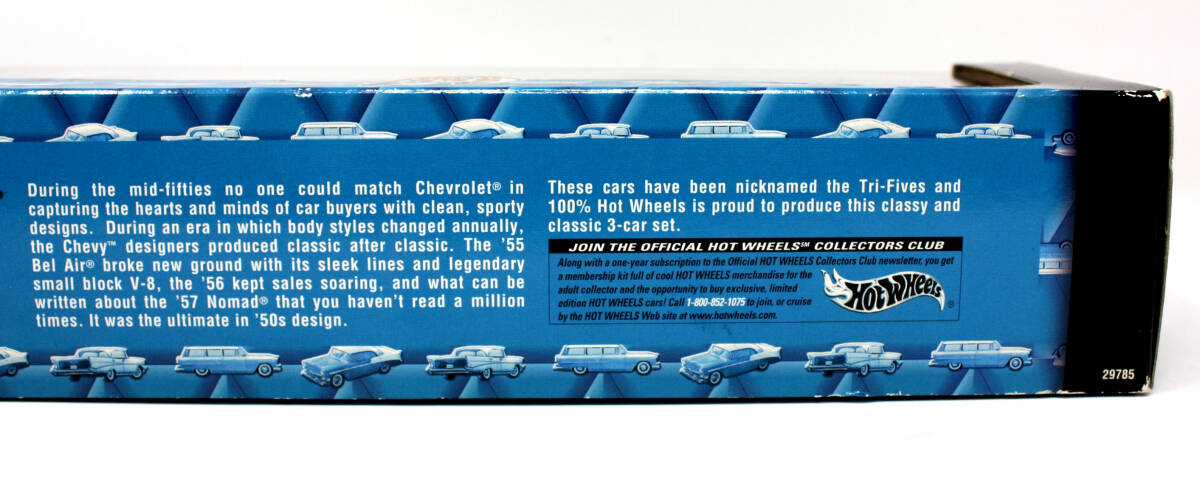 During the mid-fifties no one could match Chevrolet® in
capturing the hearts and minds of car buyers with clean, sporty
designs. During an era in which body styles changed annually,
the Chevy™ designers produced classic after classic. The '55
Bel Air® broke new ground with its sleek lines and legendary
small block V-8, the '56 kept sales soaring, and what can be
written about the '57 Nomad® that you haven't read a million
times. It was the ultimate in '50s design.
These cars have been nicknamed the Tri-Fives and
100% Hot Wheels is proud to produce this classy and
classic 3-car set.
JOIN THE OFFICIAL HOT WHEELS℠ COLLECTORS CLUB
Along with a one-year subscription to the Official HOT WHEELS Collectors Club newsletter, you get
a membership kit full of cool HOT WHEELS merchandise for the
adult collector and the opportunity to buy exclusive, limited
edition HOT WHEELS cars! Call 1-800-852-1075 to join, or cruise
by the HOT WHEELS Web site at www.hotwheels.com.
Hot Wheels®
29785